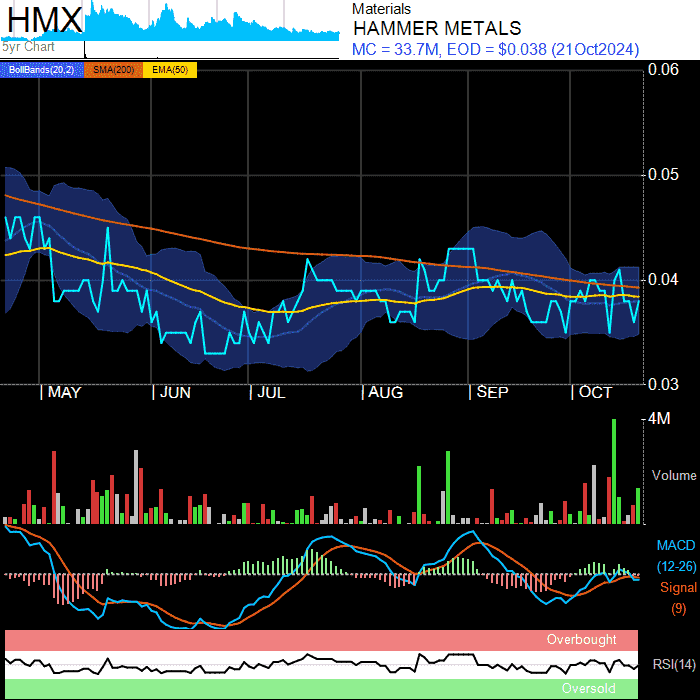 HMX
5yr Chart
Materials
HAMMER METALS
MC = 33.7M, EOD = $0.038 (21Oct2024)
BollBands(20,2) SMA(200) EMA(50)
0.06
0.05
0.04
0.03
| MAY | JUN | JUL | AUG | SEP | OCT
4M
Volume
MACD
(12-26)
Signal
(9)
Overbought
RSI(14)
Oversold